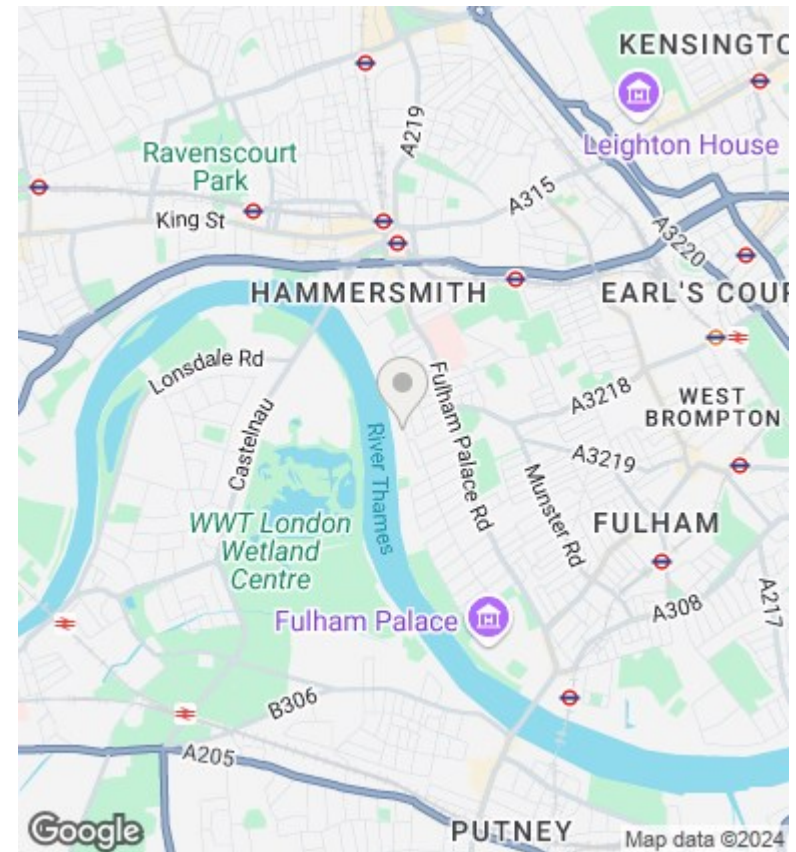 KENSINGTO
Leighton House
A219
Ravenscourt
Park
A315
King St
A3220
HAMMERSMITH
EARL'S COUR
Lonsdale Rd
Castelnau
Fulham Palace Rd
A3218
WEST
BROMPTON
River Thames
A3219
Munster Rd
WWT London
Wetland
Centre
FULHAM
Fulham Palace
A308
A217
B306
A205
PUTNEY
Google
Map data ©2024